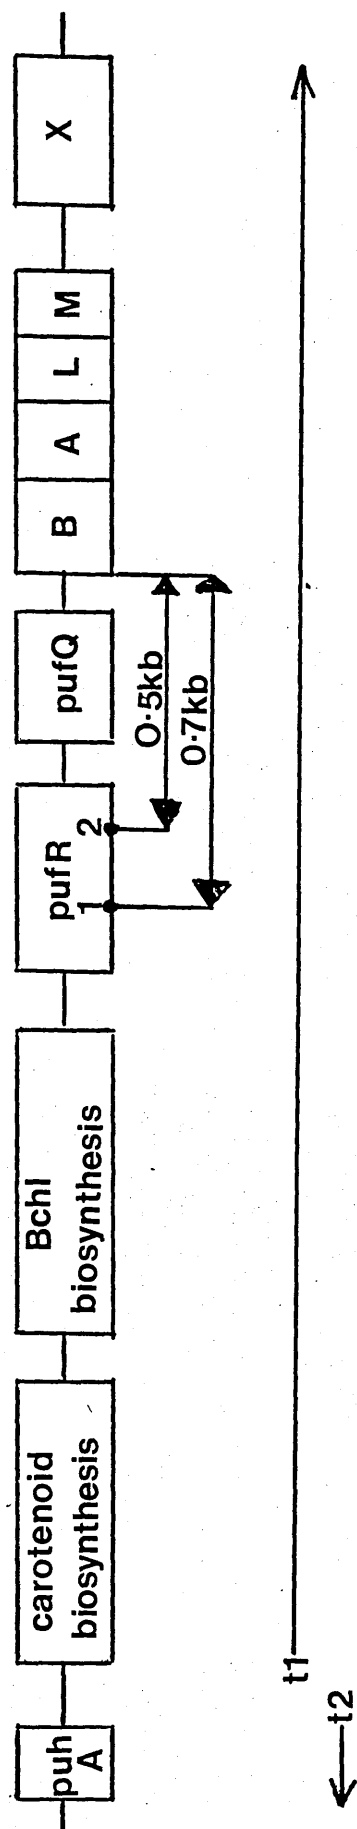 puh
A
carotenoid
biosynthesis
Bchl
biosynthesis
pufR
1
2
pufQ
B
A
L
M
X
0·5kb
0·7kb
t1
t2